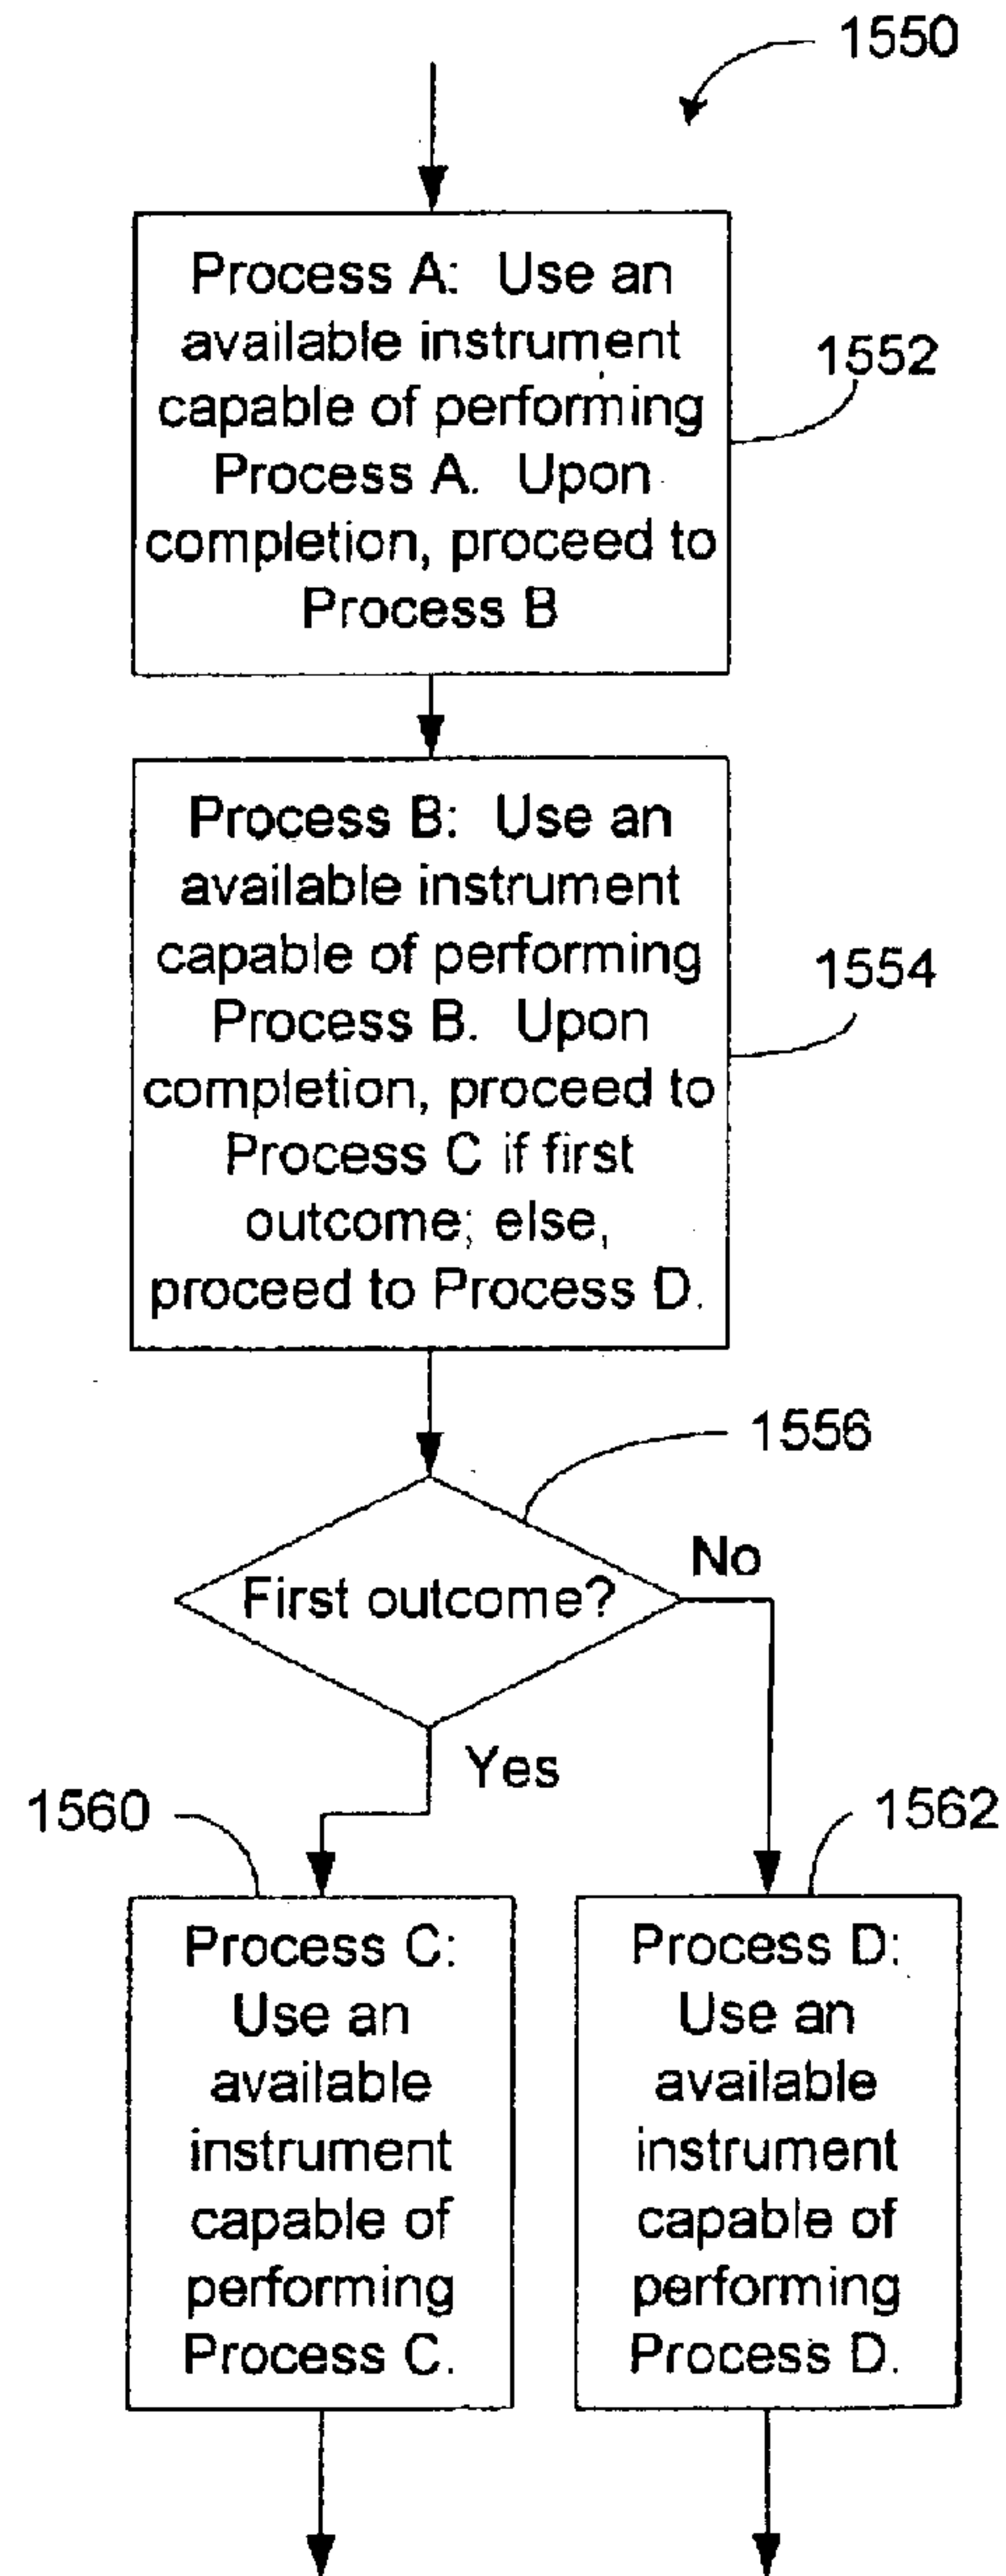 1550
Process A: Use an
available instrument
capable of performing
Process A. Upon
completion, proceed to
Process B
1552
Process B: Use an
available instrument
capable of performing
Process B. Upon
completion, proceed to
Process C if first
outcome; else,
proceed to Process D.
1554
1556
First outcome?
No
Yes
1560
1562
Process C:
Use an
available
instrument
capable of
performing
Process C.
Process D:
Use an
available
instrument
capable of
performing
Process D.